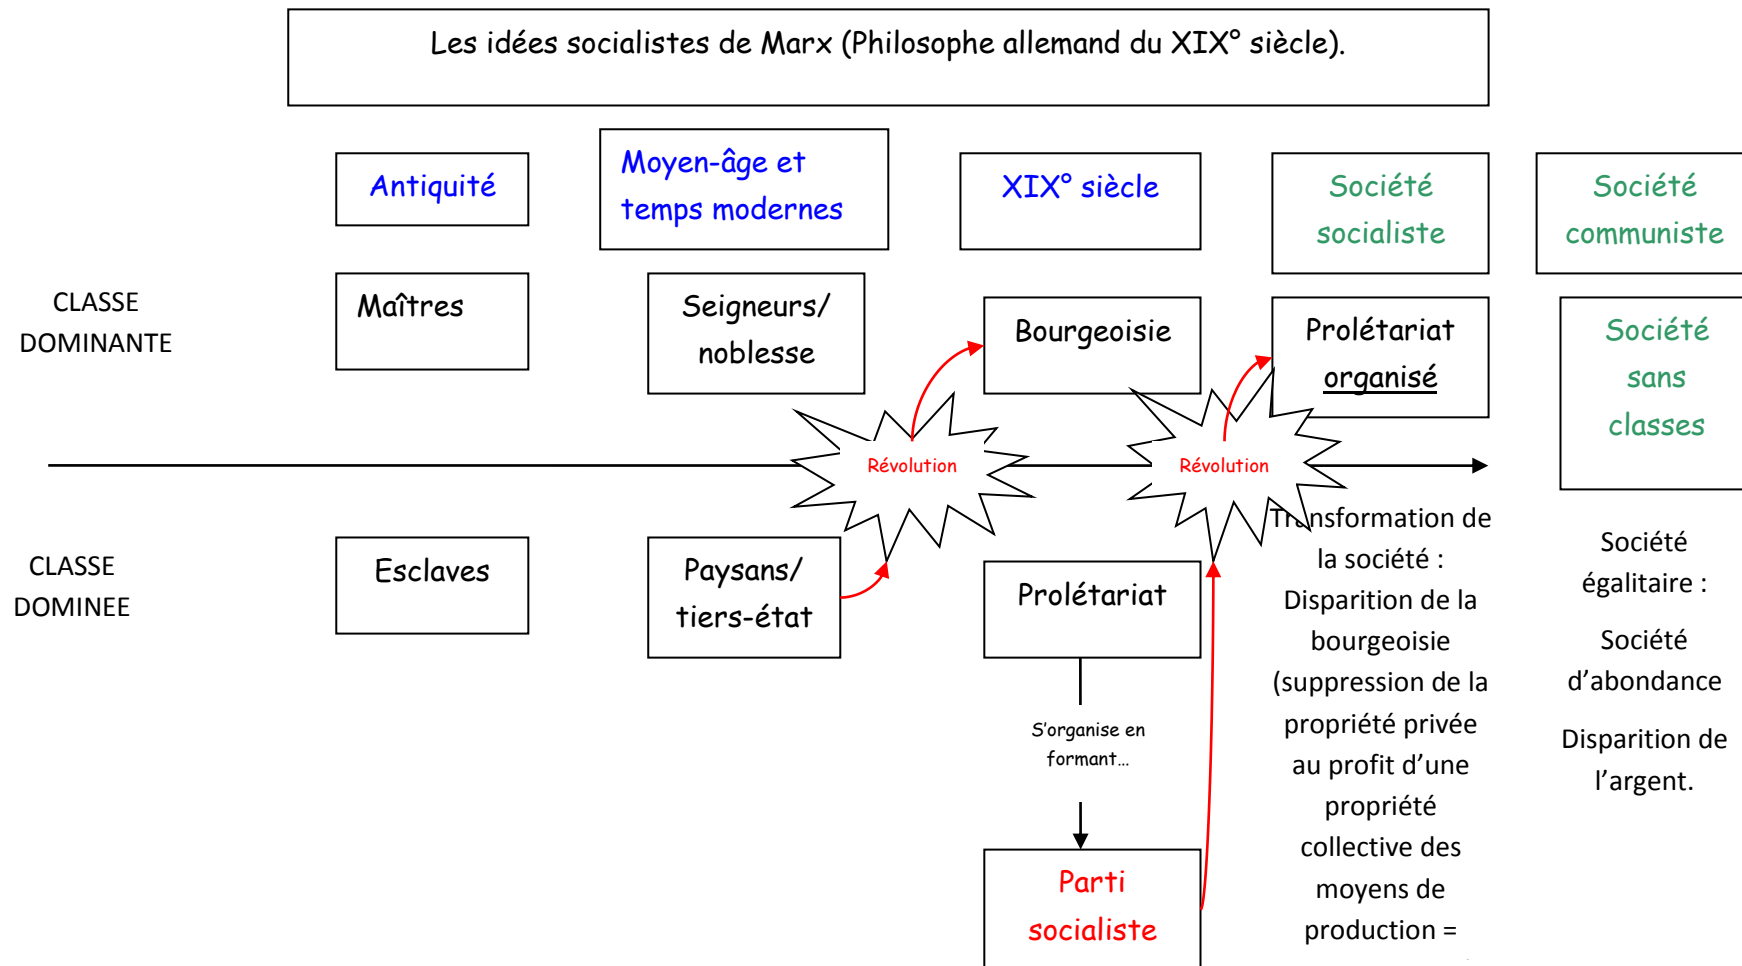 Les idées socialistes de Marx (Philosophe allemand du XIX° siècle).
Antiquité
Moyen-âge et
temps modernes
XIX° siècle
Société
socialiste
Société
communiste
CLASSE
DOMINANTE
Maîtres
Seigneurs/
noblesse
Bourgeoisie
Prolétariat
organisé
Société
sans
classes
Révolution
Révolution
CLASSE
DOMINEE
Esclaves
Paysans/
tiers-état
Prolétariat
S'organise en
formant…
Parti
socialiste
Transformation de
la société :
Disparition de la
bourgeoisie
(suppression de la
propriété privée
au profit d'une
propriété
collective des
moyens de
production =
Société
égalitaire :
Société
d'abondance
Disparition de
l'argent.